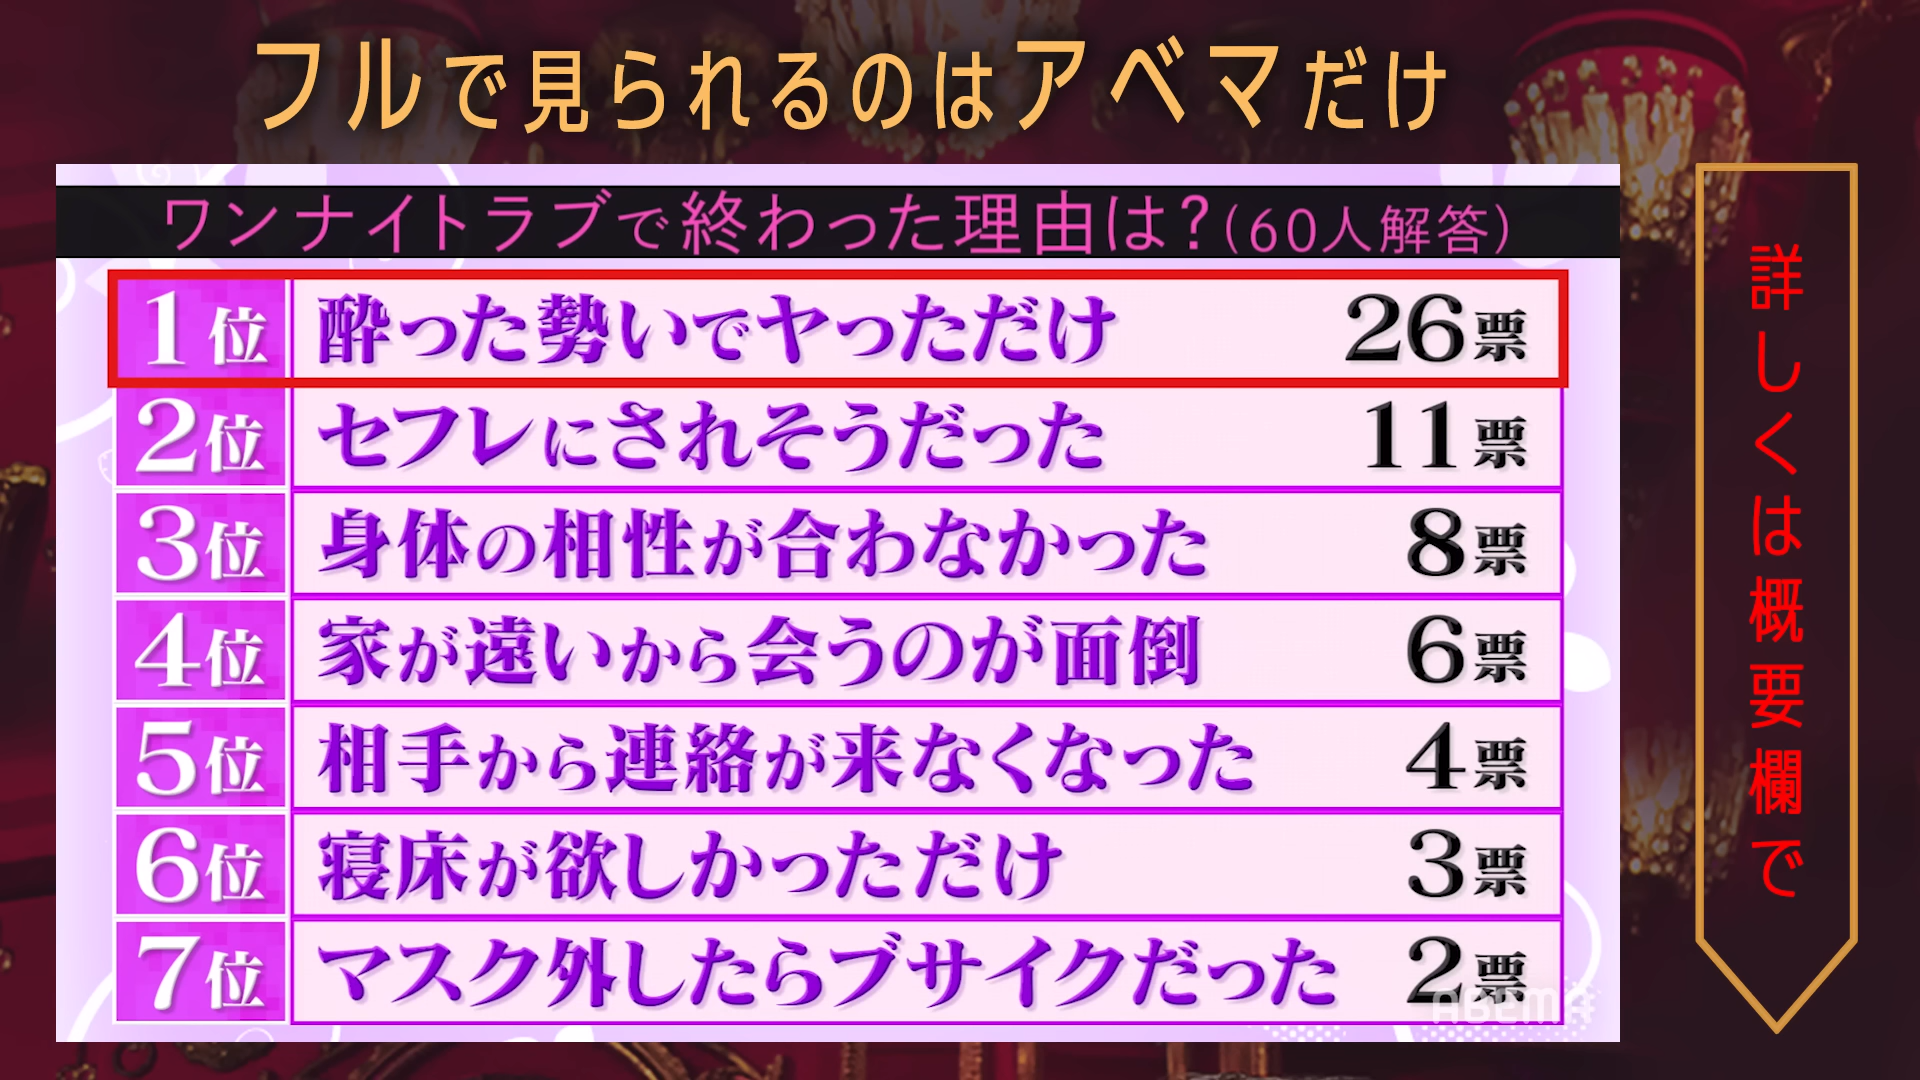 フルで見られるのはアベマだけ
ワンナイトラブで終わった理由は？(60人解答)
1位 酔った勢いでヤっただけ 26票
2位 セフレにされそうだった 11票
3位 身体の相性が合わなかった 8票
4位 家が遠いから会うのが面倒 6票
5位 相手から連絡が来なくなった 4票
6位 寝床が欲しかっただけ 3票
7位 マスク外したらブサイクだった 2票
ABEMA
詳しくは概要欄で